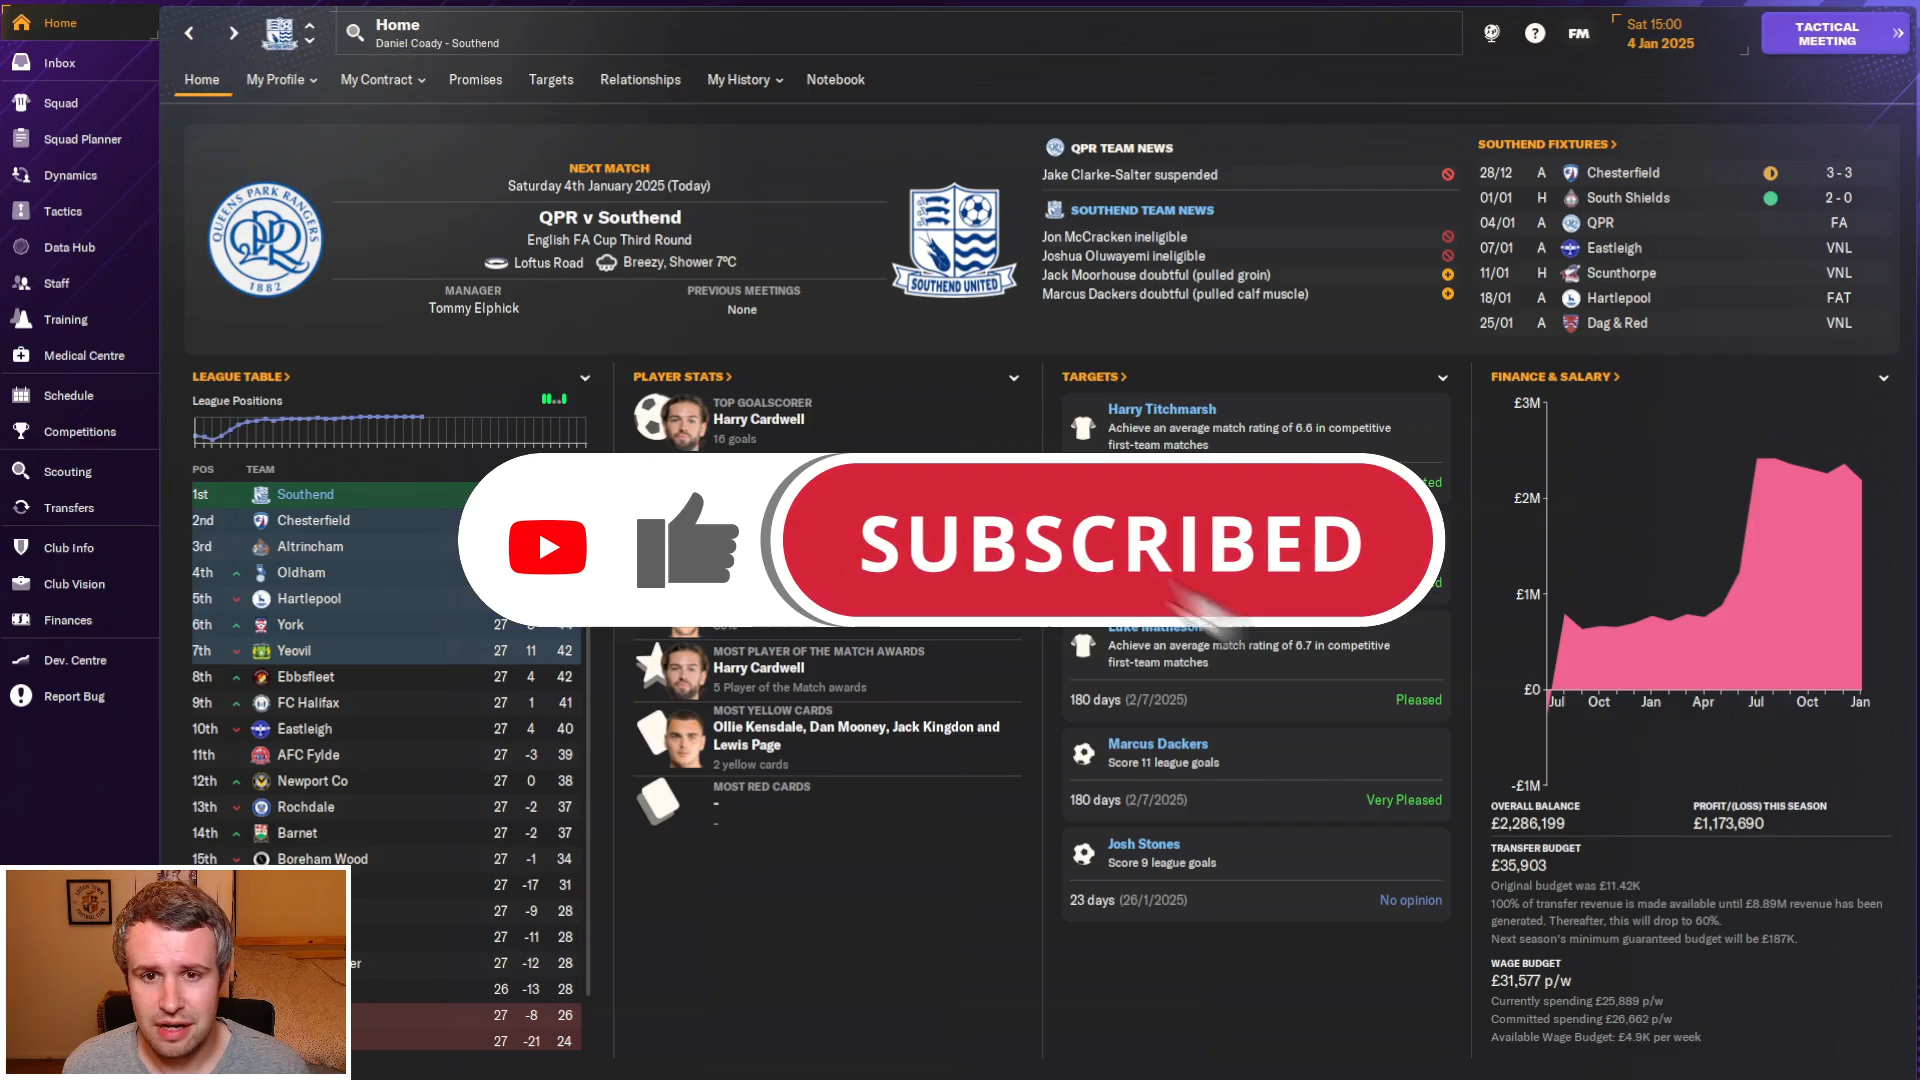 Home
Inbox
Squad
Squad Planner
Dynamics
Tactics
Data Hub
Staff
Training
Medical Centre
Schedule
Competitions
Scouting
Transfers
Club Info
Club Vision
Finances
Dev. Centre
Report Bug
Home
Daniel Coady - Southend
FM
Sat 15:00
4 Jan 2025
TACTICAL
MEETING
Home My Profile My Contract Promises Targets Relationships My History Notebook
QUEENS PARK RANGERS
1882
NEXT MATCH
Saturday 4th January 2025 (Today)
QPR v Southend
English FA Cup Third Round
Loftus Road Breezy, Shower 7ºC
MANAGER
Tommy Elphick
PREVIOUS MEETINGS
None
SOUTHEND UNITED
QPR TEAM NEWS
Jake Clarke-Salter suspended
SOUTHEND TEAM NEWS
Jon McCracken ineligible
Joshua Oluwayemi ineligible
Jack Moorhouse doubtful (pulled groin)
Marcus Dackers doubtful (pulled calf muscle)
SOUTHEND FIXTURES >
28/12 A Chesterfield 3 - 3
01/01 H South Shields 2 - 0
04/01 A QPR FA
07/01 A Eastleigh VNL
11/01 H Scunthorpe VNL
18/01 A Hartlepool FAT
25/01 A Dag & Red VNL
LEAGUE TABLE >
League Positions
POS TEAM
1st Southend
2nd Chesterfield
3rd Altrincham
4th Oldham
5th Hartlepool
6th York 27
7th Yeovil 27 11 42
8th Ebbsfleet 27 4 42
9th FC Halifax 27 1 41
10th Eastleigh 27 4 40
11th AFC Fylde 27 -3 39
12th Newport Co 27 0 38
13th Rochdale 27 -2 37
14th Barnet 27 -2 37
15th Boreham Wood 27 -1 34
27 -17 31
27 -9 28
27 -11 28
er 27 -12 28
26 -13 28
27 -8 26
27 -21 24
PLAYER STATS >
TOP GOALSCORER
Harry Cardwell
16 goals
MOST PLAYER OF THE MATCH AWARDS
Harry Cardwell
5 Player of the Match awards
MOST YELLOW CARDS
Ollie Kensdale, Dan Mooney, Jack Kingdon and
Lewis Page
2 yellow cards
MOST RED CARDS
-
-
SUBSCRIBED
TARGETS >
Harry Titchmarsh
Achieve an average match rating of 6.6 in competitive
first-team matches
Luke Matheson
Achieve an average match rating of 6.7 in competitive
first-team matches
180 days (2/7/2025) Pleased
Marcus Dackers
Score 11 league goals
180 days (2/7/2025) Very Pleased
Josh Stones
Score 9 league goals
23 days (26/1/2025) No opinion
FINANCE & SALARY >
£3M
£2M
£1M
£0
-£1M
Jul Oct Jan Apr Jul Oct Jan
OVERALL BALANCE
£2,286,199
PROFIT/(LOSS) THIS SEASON
£1,173,690
TRANSFER BUDGET
£35,903
Original budget was £11.42K
100% of transfer revenue is made available until £8.89M revenue has been
generated. Thereafter, this will drop to 60%.
Next season's minimum guaranteed budget will be £187K.
WAGE BUDGET
£31,577 p/w
Currently spending £25,889 p/w
Committed spending £26,662 p/w
Available Wage Budget: £4.9K per week